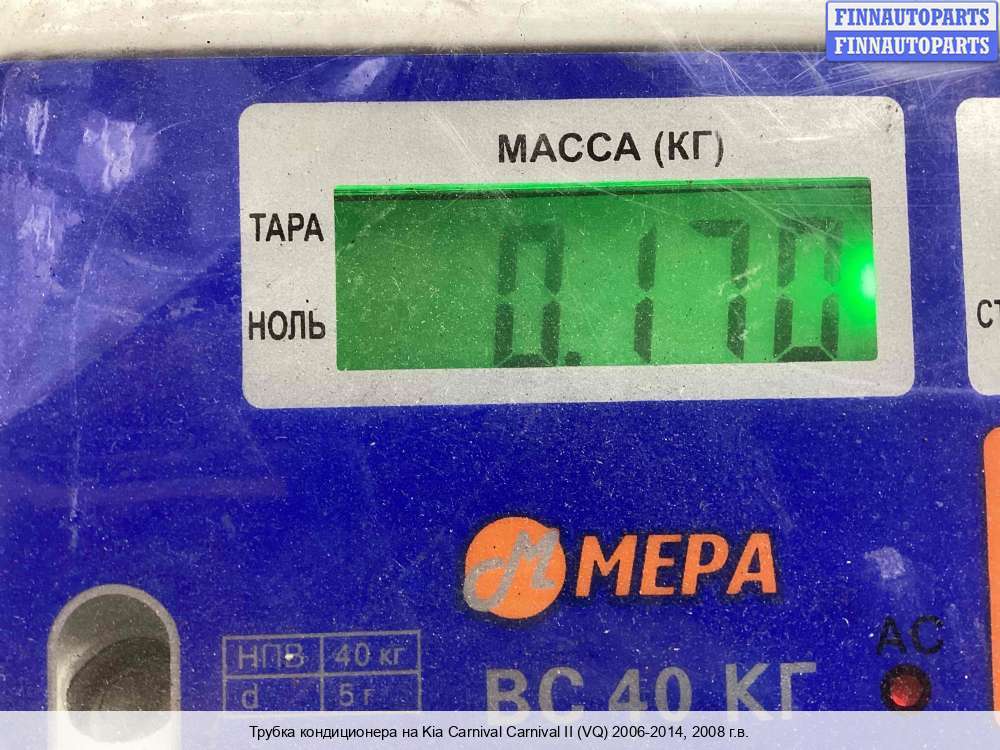 FINNAUTOPARTS
FINNAUTOPARTS
МАССА (КГ)
ТАРА
0.170
НОЛЬ
СТ
М МЕРА
АС
НПВ 40 кг
d 5 г
ВС 40 КГ
Трубка кондиционера на Kia Carnival Carnival II (VQ) 2006-2014, 2008 г.в.